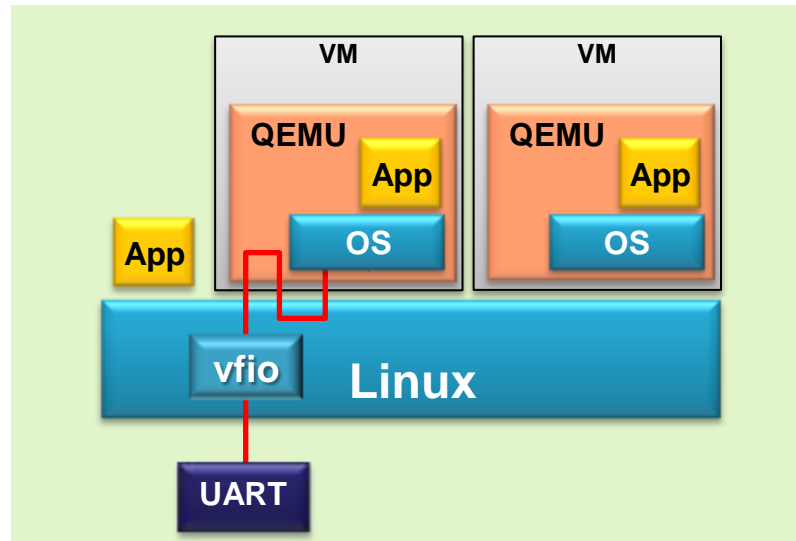 VM
VM
QEMU
QEMU
App
App
OS
OS
App
vfio
Linux
UART